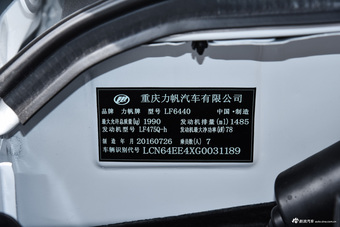 重庆力帆汽车有限公司
品牌 力帆牌 型号 LF6440 中国·制造
最大允许总质量(kg) 1990 发动机排量(ml) 1485
发动机型号 LF475Q-h 发动机最大净功率(kW) 78
制造年月 20160726 乘员数(人) 7
车辆识别代号 LCN64EE4XG0031189